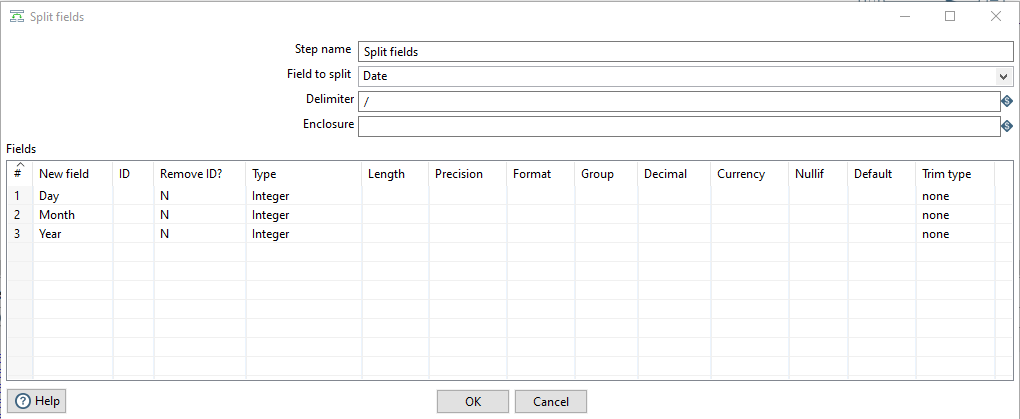 Split fields
Step name Split fields
Field to split Date
Delimiter /
Enclosure
Fields
# New field ID Remove ID? Type Length Precision Format Group Decimal Currency Nullif Default Trim type
1 Day N Integer none
2 Month N Integer none
3 Year N Integer none
? Help OK Cancel